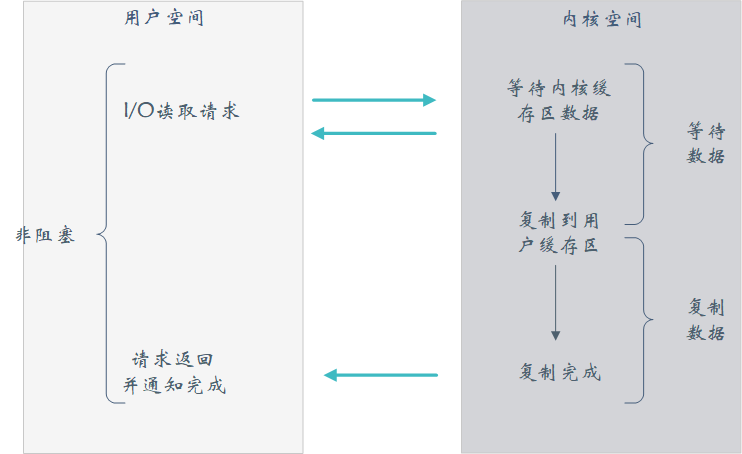 用户空间
内核空间
I/O读取请求
等待内核缓
存区数据
等待
数据
非阻塞
复制到用
户缓存区
复制
数据
请求返回
并通知完成
复制完成